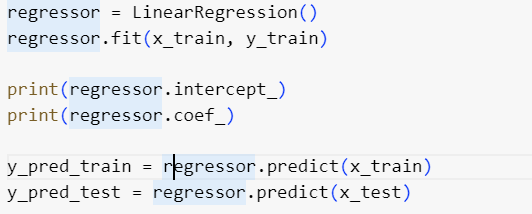 regressor = LinearRegression()
regressor.fit(x_train, y_train)
print(regressor.intercept_)
print(regressor.coef_)
y_pred_train = regressor.predict(x_train)
y_pred_test = regressor.predict(x_test)